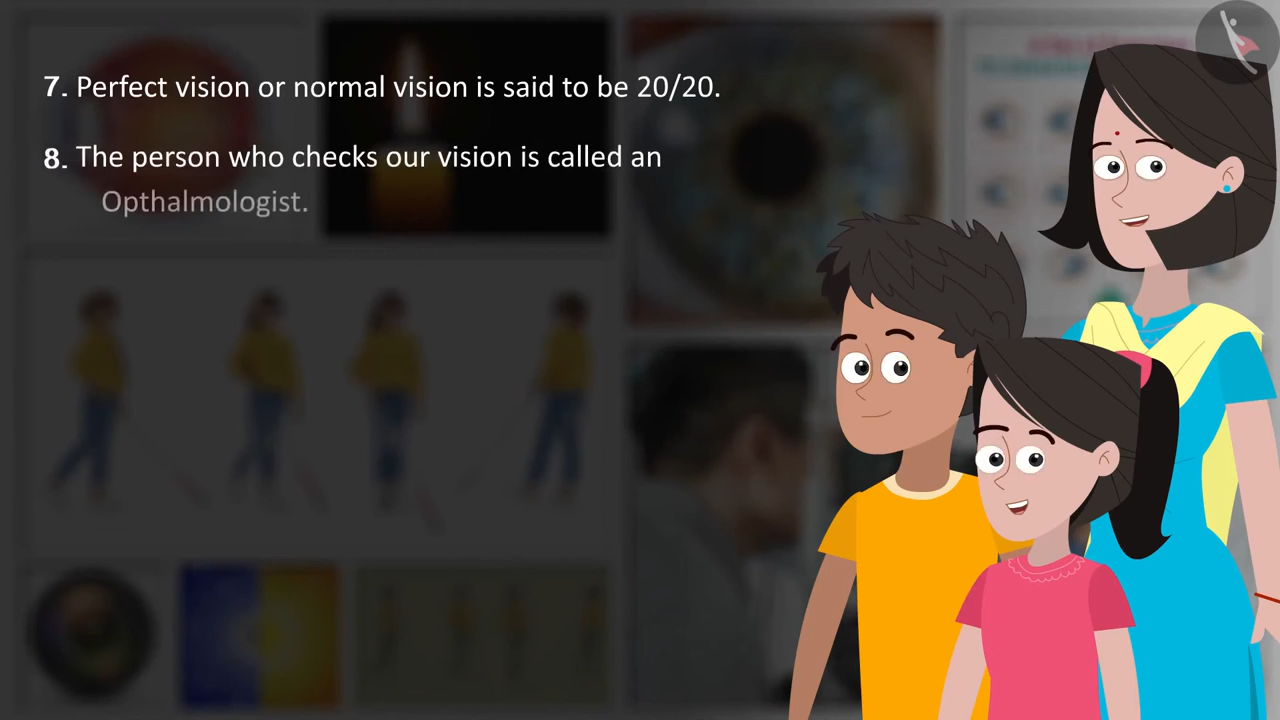 7. Perfect vision or normal vision is said to be 20/20.
8. The person who checks our vision is called an
Opthalmologist.